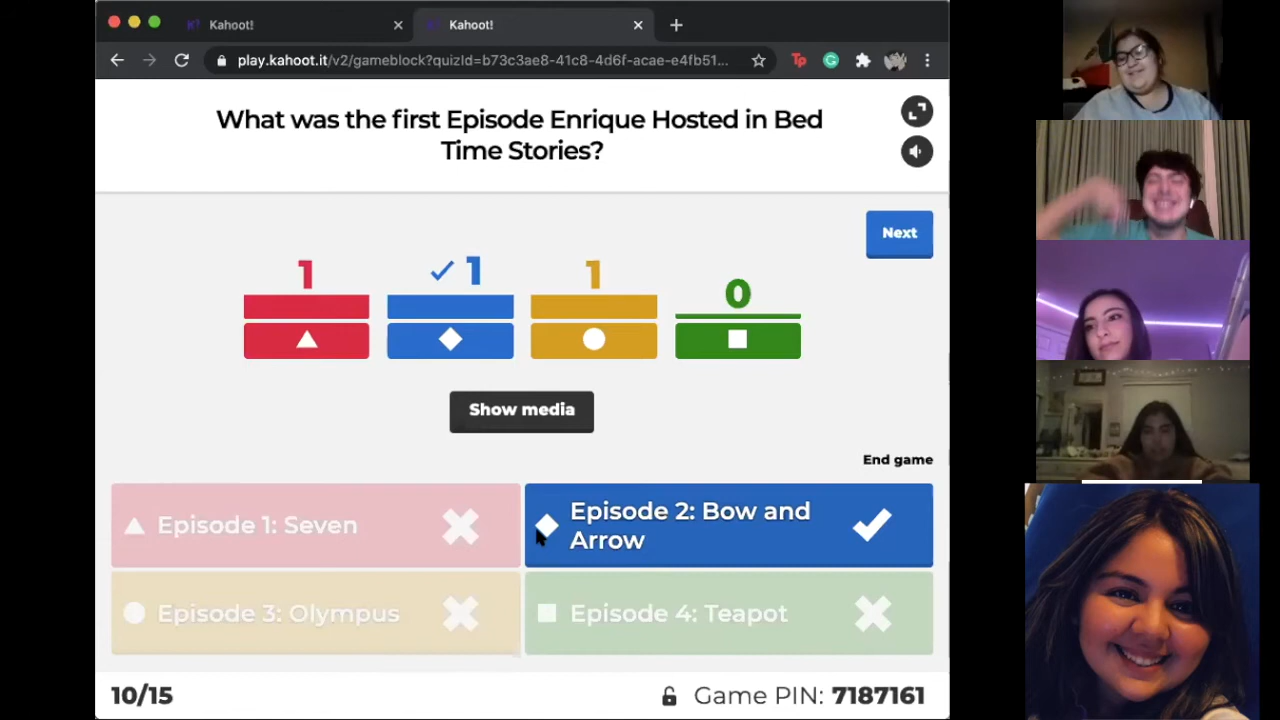 Kahoot!
Kahoot!
play.kahoot.it/v2/gameblock?quizId=b73c3ae8-41c8-4d6f-acae-e4fb51...
Tp
What was the first Episode Enrique Hosted in Bed
Time Stories?
Next
1
1
1
0
Show media
End game
Episode 1: Seven
Episode 2: Bow and
Arrow
Episode 3: Olympus
Episode 4: Teapot
10/15
Game PIN: 7187161